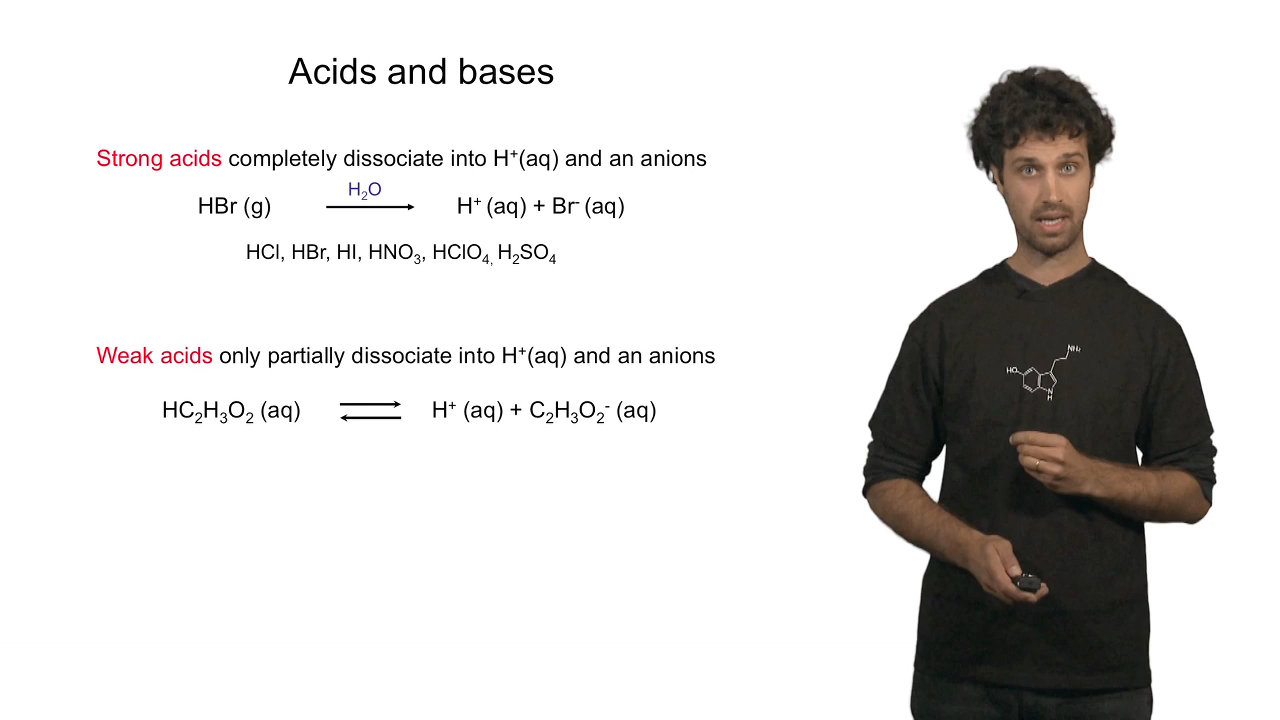 Acids and bases
Strong acids completely dissociate into H⁺(aq) and an anions
H₂O
HBr (g) → H⁺ (aq) + Br⁻ (aq)
HCl, HBr, HI, HNO₃, HClO₄, H₂SO₄
Weak acids only partially dissociate into H⁺(aq) and an anions
HC₂H₃O₂ (aq) ⇌ H⁺ (aq) + C₂H₃O₂⁻ (aq)
NH₂
HO
N
H